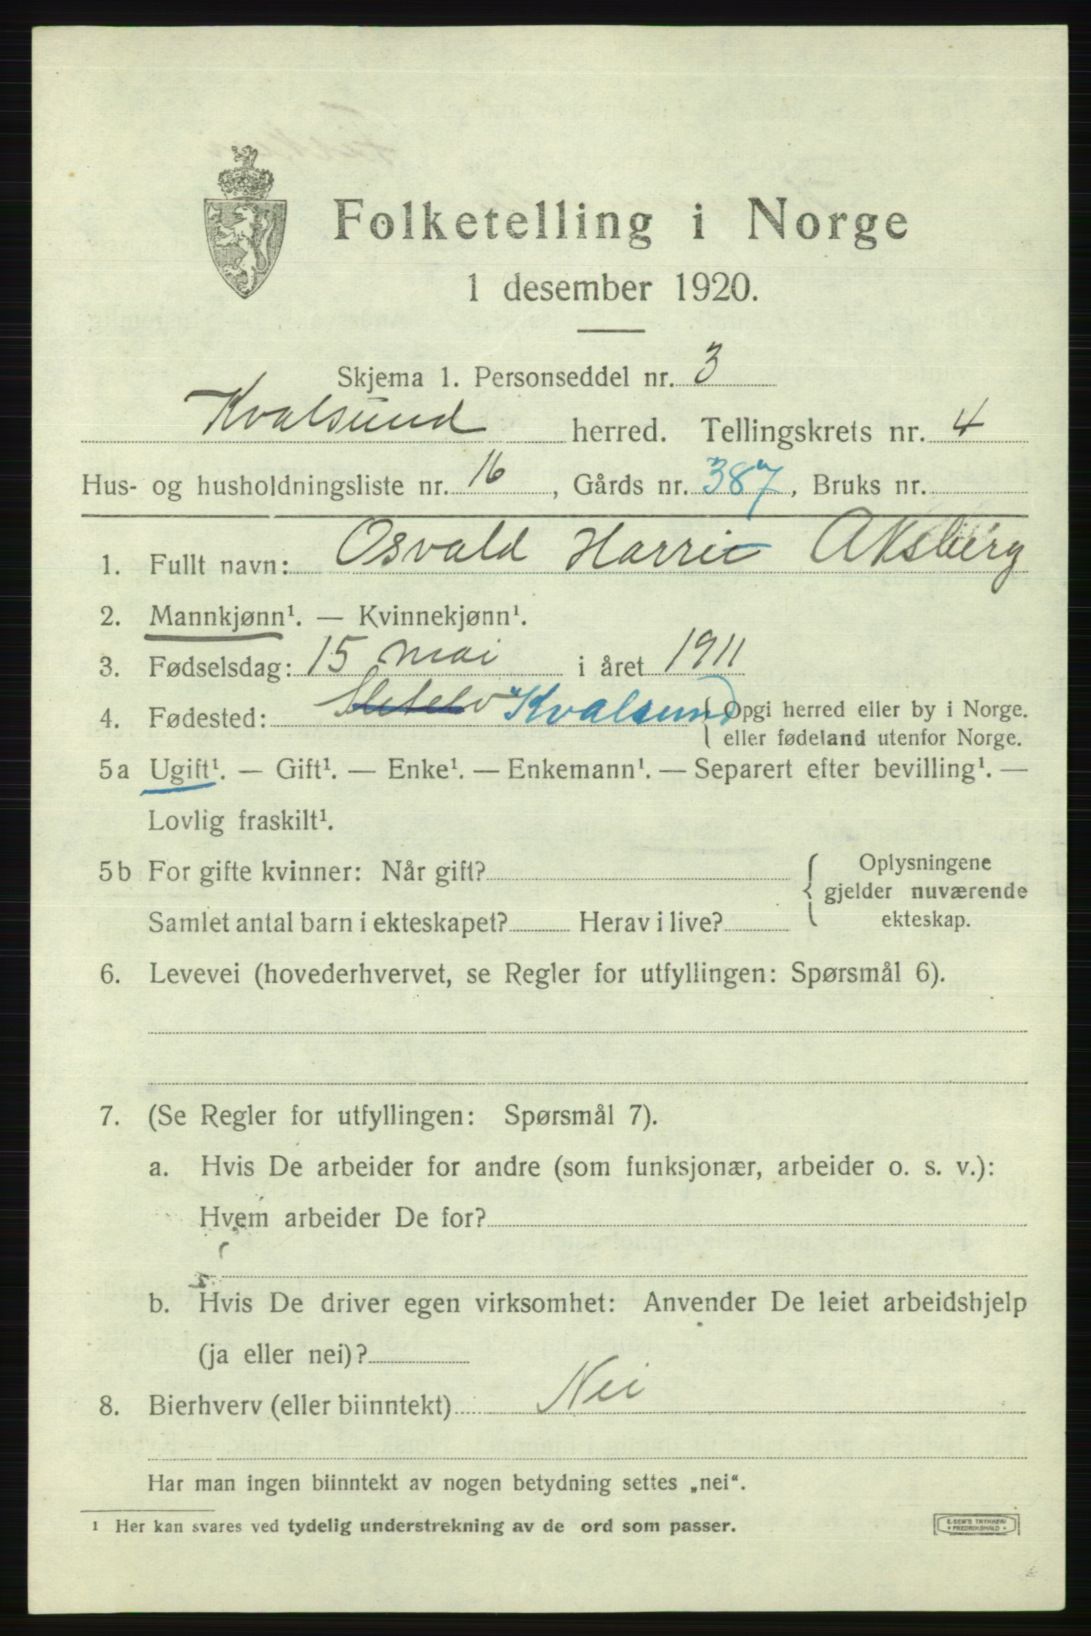 Folketelling i Norge
1 desember 1920.
Skjema 1. Personseddel nr. 3
Kvalsund herred. Tellingskrets nr. 4
Hus- og husholdningsliste nr. 16, Gårds nr. 387, Bruks nr.
1. Fullt navn: Osvald Harrie Aksberg
2. Mannkjønn¹. — Kvinnekjønn¹.
3. Fødselsdag: 15 mai i året 1911
4. Fødested: Kvalsund { Opgi herred eller by i Norge.
eller fødeland utenfor Norge.
5a Ugift¹. — Gift¹. — Enke¹. — Enkemann¹. — Separert efter bevilling¹. —
Lovlig fraskilt¹.
5b For gifte kvinner: Når gift? { Oplysningene
gjelder nuværende
Samlet antal barn i ekteskapet? Herav i live? ekteskap.
6. Levevei (hovederhvervet, se Regler for utfyllingen: Spørsmål 6).
7. (Se Regler for utfyllingen: Spørsmål 7).
a. Hvis De arbeider for andre (som funksjonær, arbeider o. s. v.):
Hvem arbeider De for?
b. Hvis De driver egen virksomhet: Anvender De leiet arbeidshjelp
(ja eller nei)?
8. Bierhverv (eller biinntekt) Nei
Har man ingen biinntekt av nogen betydning settes „nei".
¹ Her kan svares ved tydelig understrekning av de ord som passer.